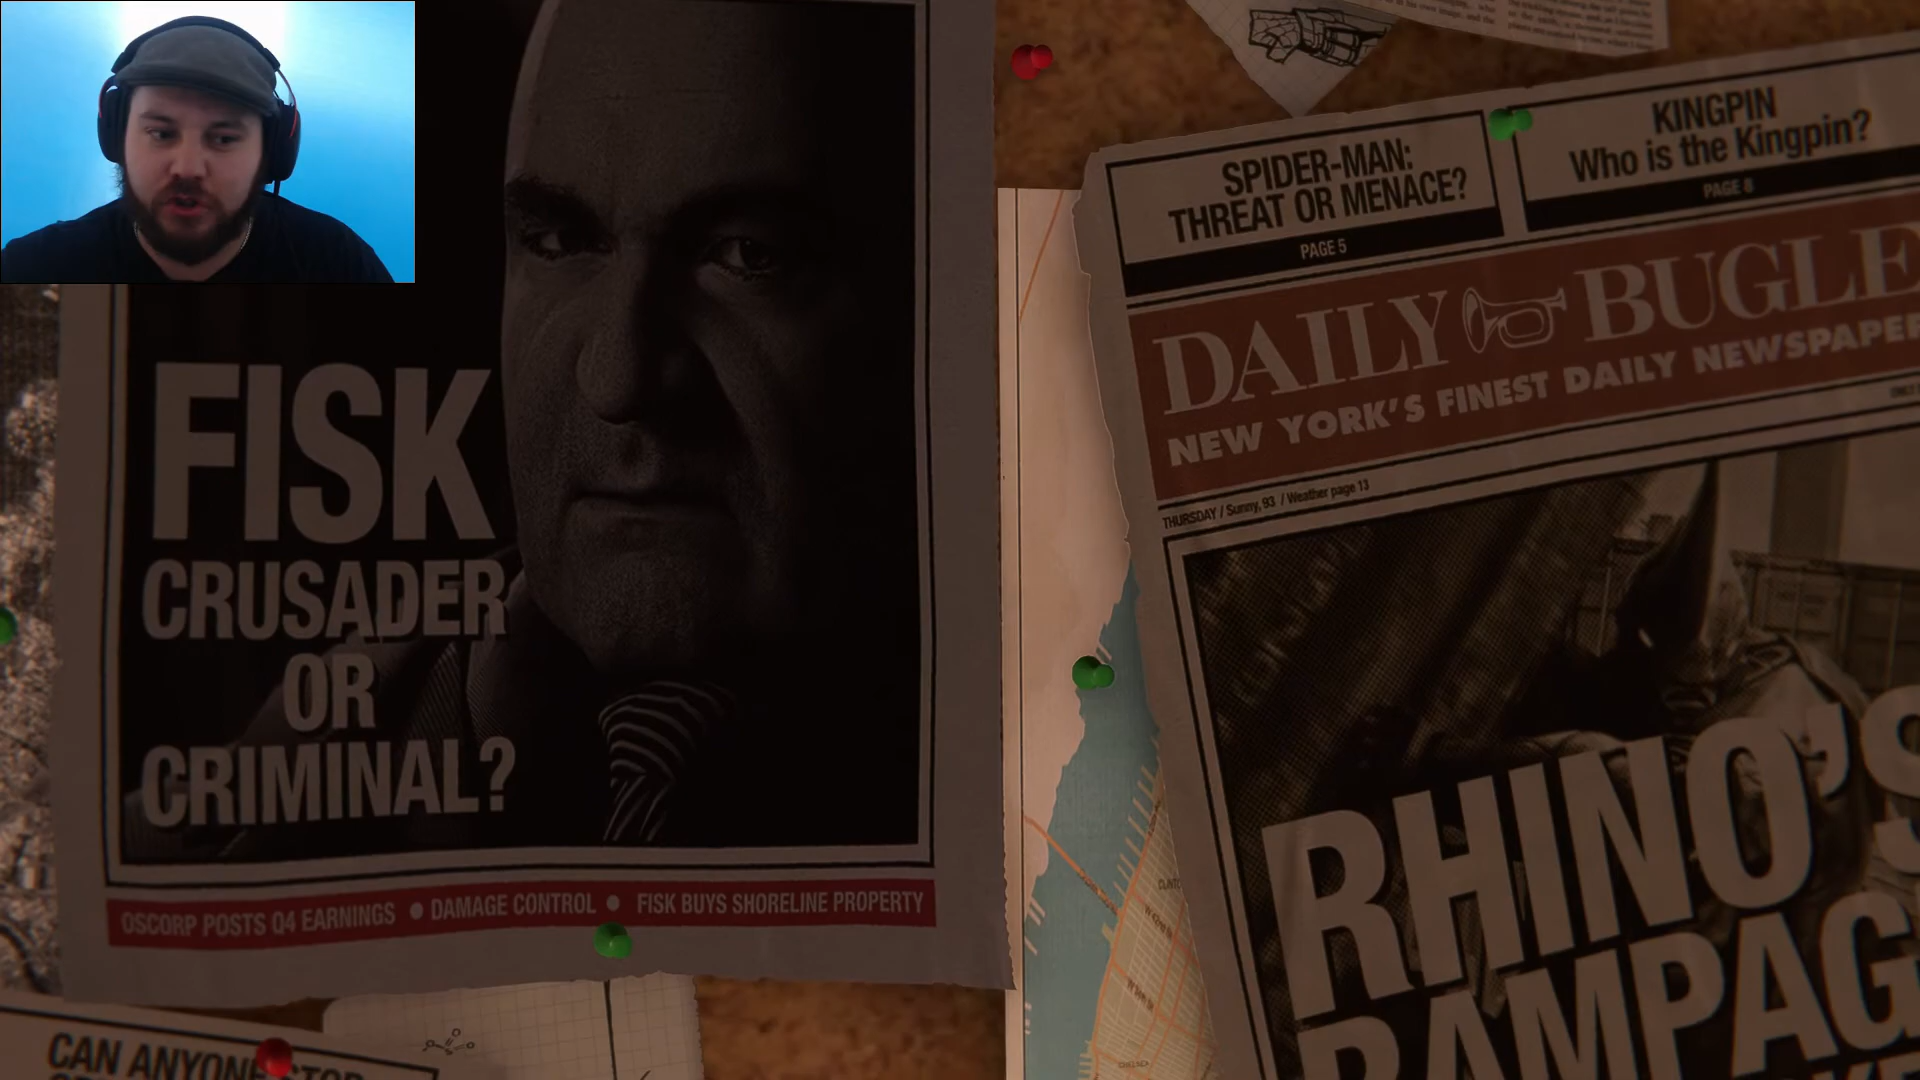 FISK
CRUSADER
OR
CRIMINAL?
OSCORP POSTS Q4 EARNINGS ● DAMAGE CONTROL ● FISK BUYS SHORELINE PROPERTY
CAN ANYONE STOP
SPIDER-MAN:
THREAT OR MENACE?
PAGE 5
KINGPIN
Who is the Kingpin?
PAGE 8
DAILY BUGLE
NEW YORK'S FINEST DAILY NEWSPAPER
THURSDAY / Sunny, 93 / Weather page 13
RHINO'S
RAMPAG